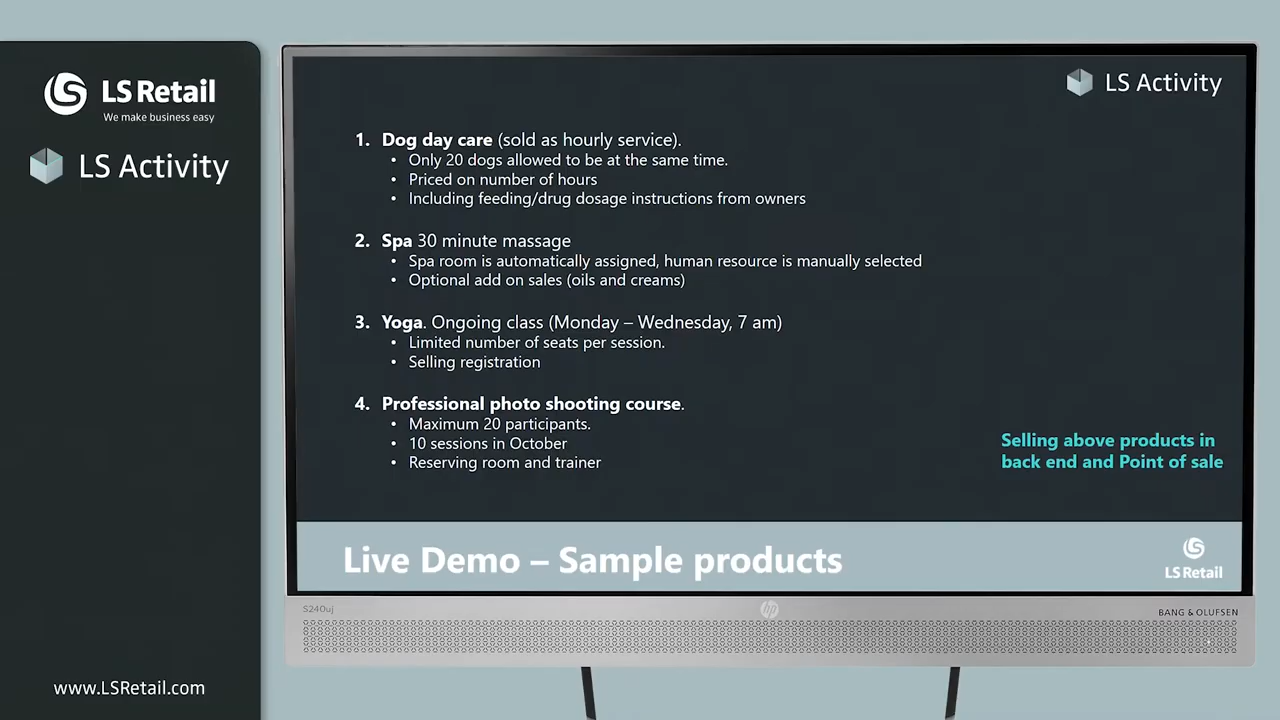 LS Retail
We make business easy
LS Activity
www.LSRetail.com
LS Activity
1. Dog day care (sold as hourly service).
• Only 20 dogs allowed to be at the same time.
• Priced on number of hours
• Including feeding/drug dosage instructions from owners
2. Spa 30 minute massage
• Spa room is automatically assigned, human resource is manually selected
• Optional add on sales (oils and creams)
3. Yoga. Ongoing class (Monday – Wednesday, 7 am)
• Limited number of seats per session.
• Selling registration
4. Professional photo shooting course.
• Maximum 20 participants.
• 10 sessions in October
• Reserving room and trainer
Selling above products in
back end and Point of sale
Live Demo – Sample products
LS Retail
S240uj
hp
BANG & OLUFSEN